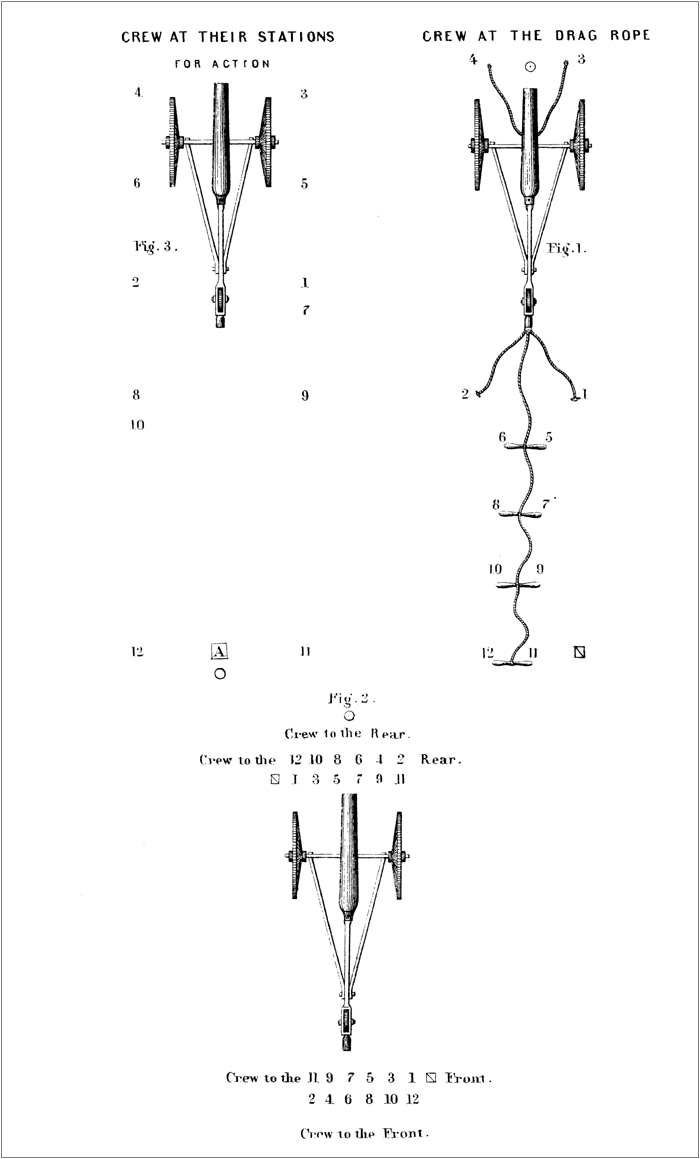 CREW AT THEIR STATIONS
FOR ACTION
4 3
6 5
Fig. 3.
2 1
7
8 9
10
12 A 11
CREW AT THE DRAG ROPE
4 3
Fig. 1.
2 1
6 5
8 7
10 9
12 11
Fig. 2.
Crew to the Rear.
Crew to the 12 10 8 6 4 2 Rear.
1 3 5 7 9 11
Crew to the 11 9 7 5 3 1 Front.
2 4 6 8 10 12
Crew to the Front.